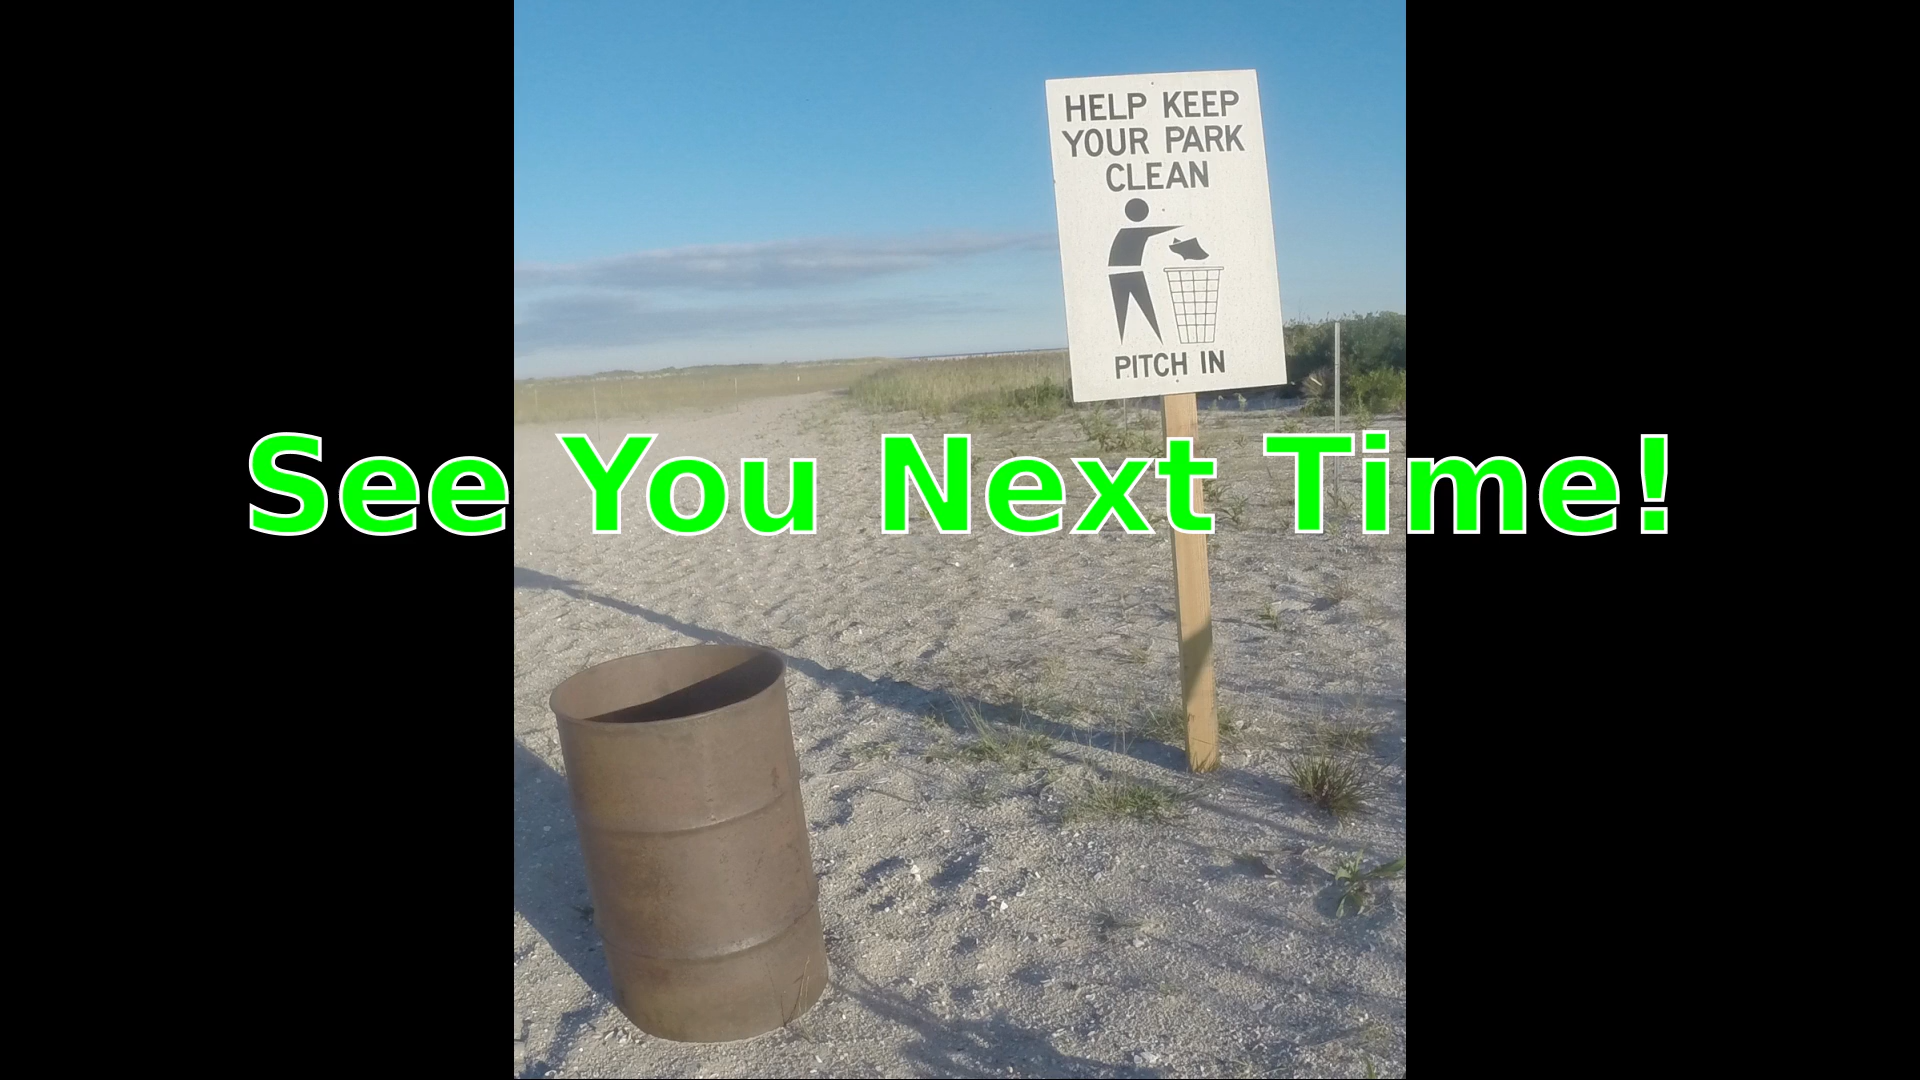 HELP KEEP
YOUR PARK
CLEAN
PITCH IN
See You Next Time!